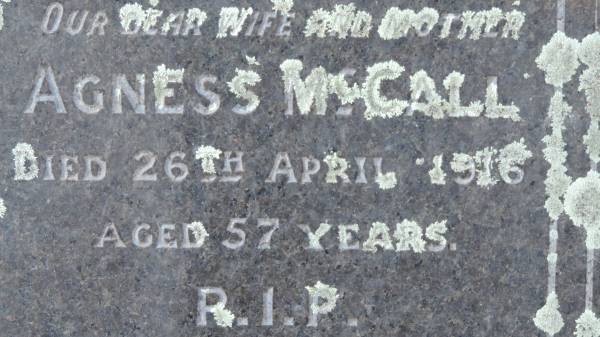 OUR DEAR WIFE AND MOTHER
AGNESS McCALL
DIED 26TH APRIL 1916
AGED 57 YEARS.
R.I.P.